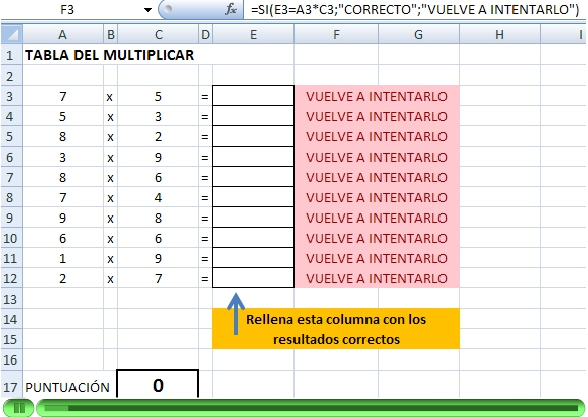 F3 fx =SI(E3=A3*C3;"CORRECTO";"VUELVE A INTENTARLO")
A B C D E F G H I
1 TABLA DEL MULTIPLICAR
2
3 7 x 5 = VUELVE A INTENTARLO
4 5 x 3 = VUELVE A INTENTARLO
5 8 x 2 = VUELVE A INTENTARLO
6 3 x 9 = VUELVE A INTENTARLO
7 8 x 6 = VUELVE A INTENTARLO
8 7 x 4 = VUELVE A INTENTARLO
9 9 x 8 = VUELVE A INTENTARLO
10 6 x 6 = VUELVE A INTENTARLO
11 1 x 9 = VUELVE A INTENTARLO
12 2 x 7 = VUELVE A INTENTARLO
13
14 Rellena esta columna con los
15 resultados correctos
16
17 PUNTUACIÓN 0